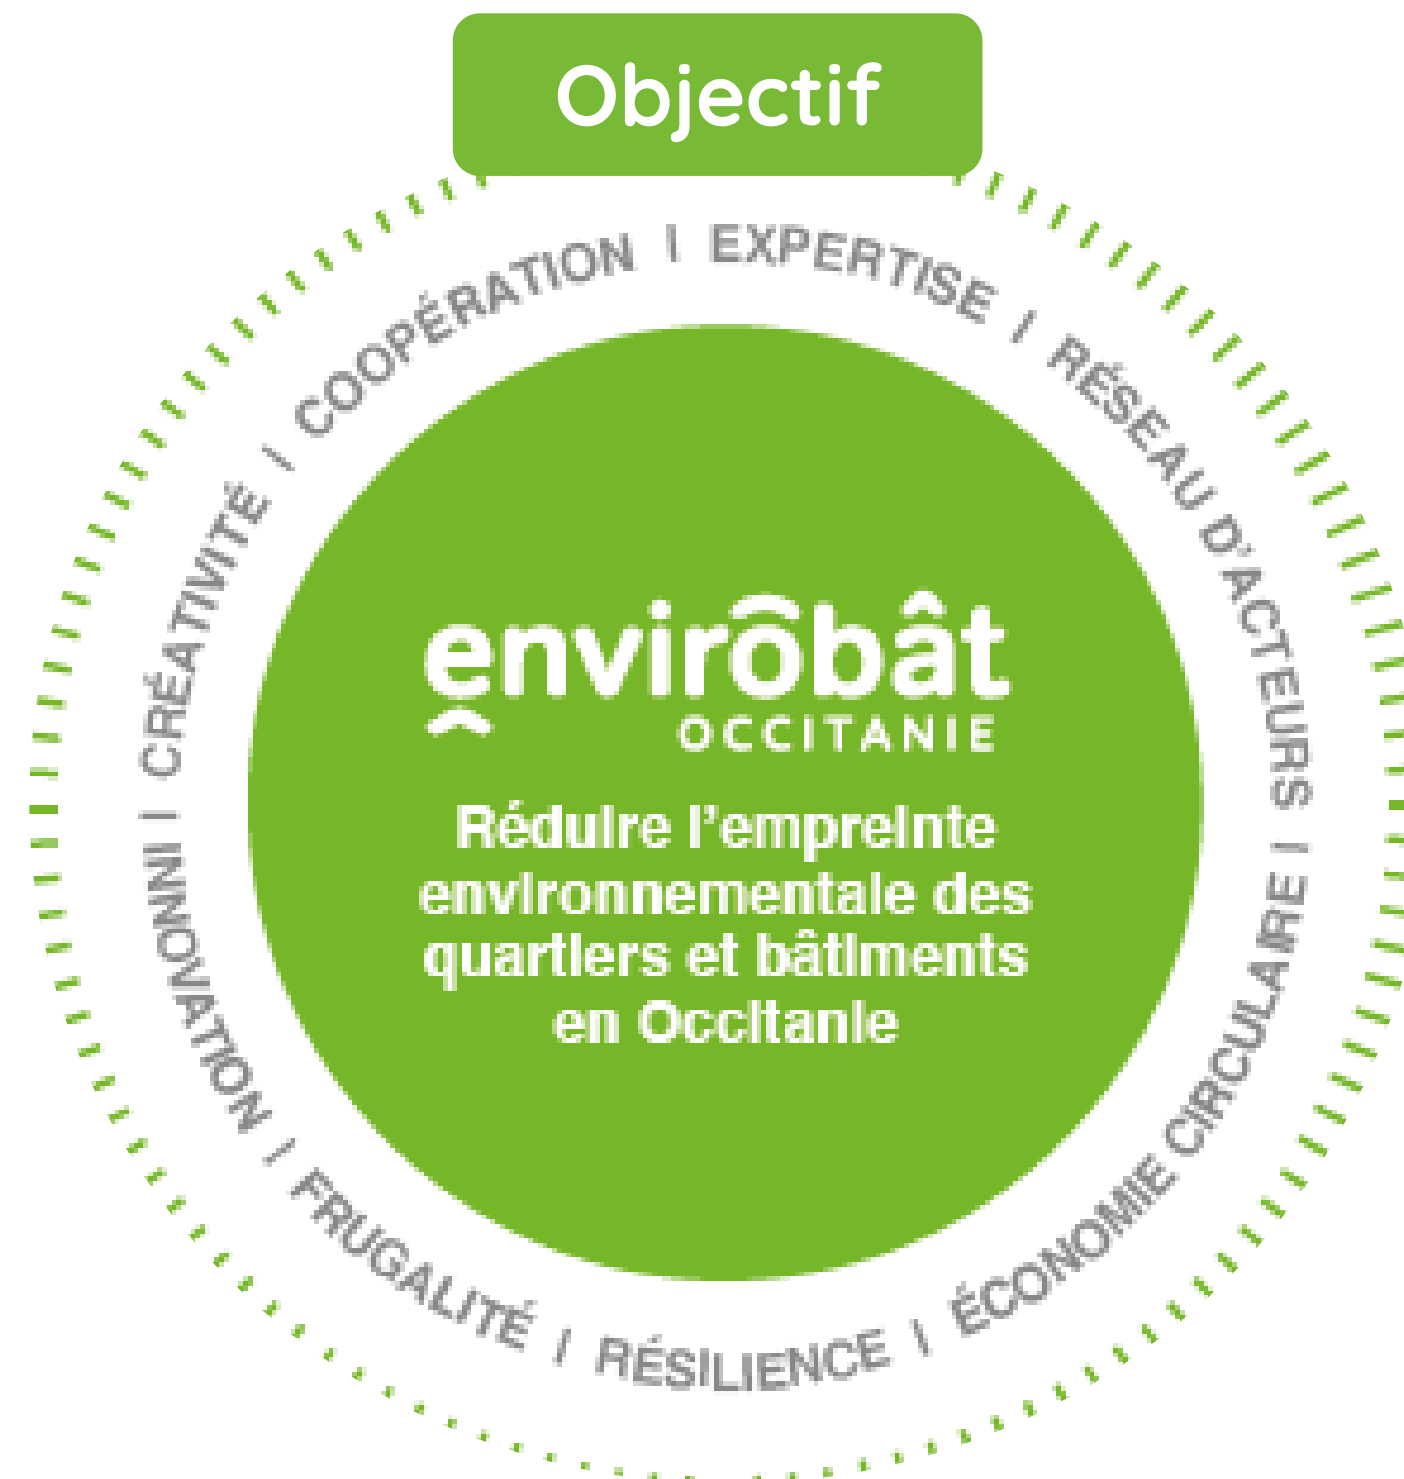 Objectif
COOPÉRATION | EXPERTISE | RÉSEAU D'ACTEURS | ÉCONOMIE CIRCULAIRE | RÉSILIENCE | FRUGALITÉ | INNOVATION | CRÉATIVITÉ |
envirôbât
OCCITANIE
Réduire l'empreinte
environnementale des
quartiers et bâtiments
en Occitanie